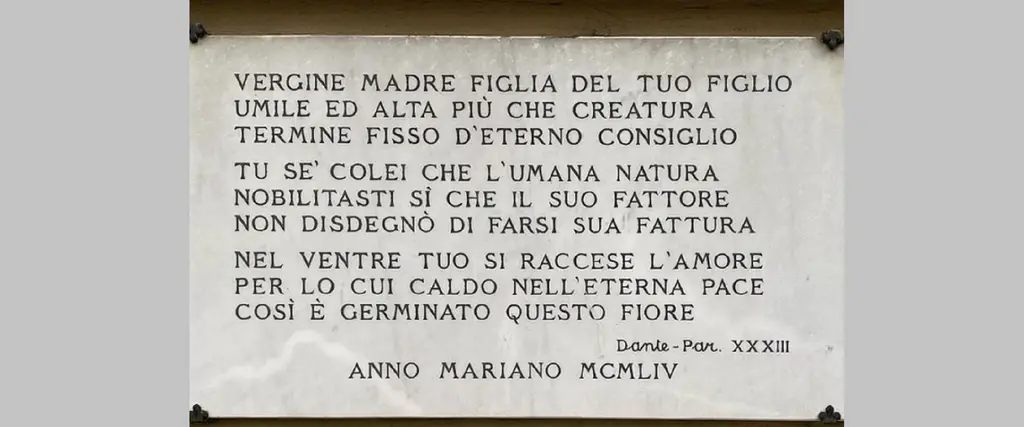 VERGINE MADRE FIGLIA DEL TUO FIGLIO
UMILE ED ALTA PIÙ CHE CREATURA
TERMINE FISSO D'ETERNO CONSIGLIO
TU SE' COLEI CHE L'UMANA NATURA
NOBILITASTI SÌ CHE IL SUO FATTORE
NON DISDEGNÒ DI FARSI SUA FATTURA
NEL VENTRE TUO SI RACCESE L'AMORE
PER LO CUI CALDO NELL'ETERNA PACE
COSÌ È GERMINATO QUESTO FIORE
Dante-Par. XXXIII
ANNO MARIANO MCMLIV